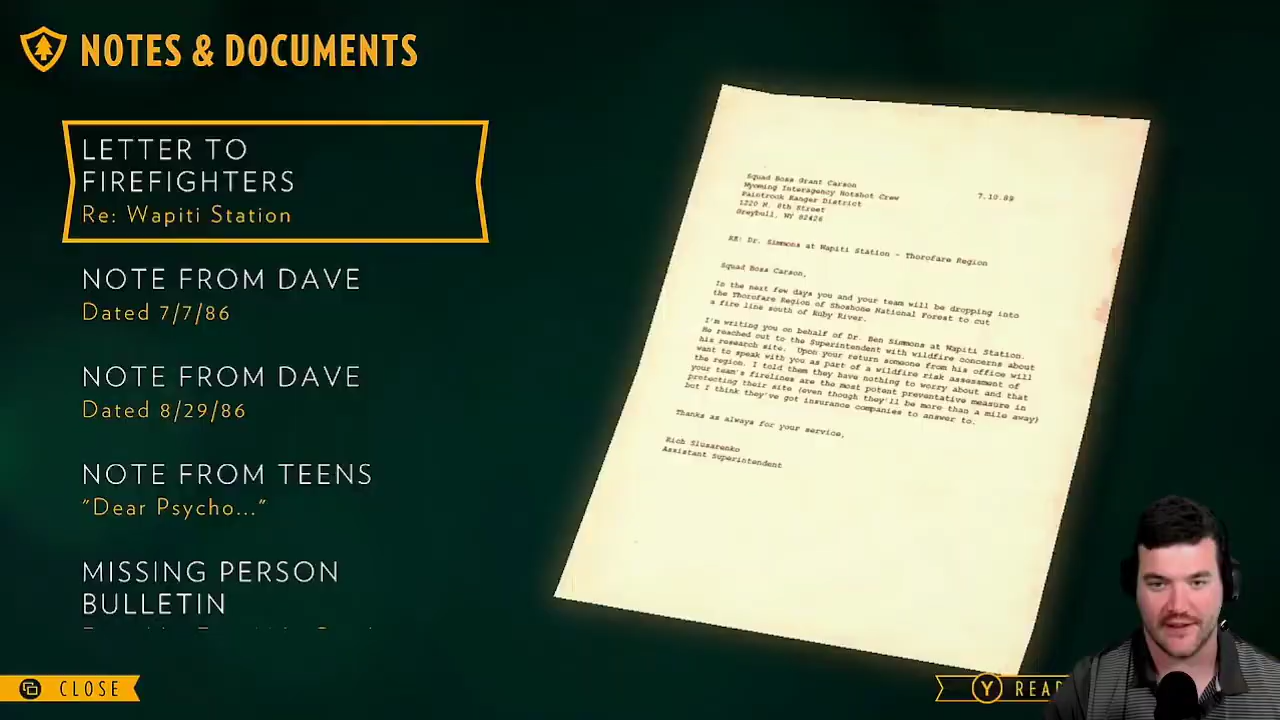 NOTES & DOCUMENTS
LETTER TO
FIREFIGHTERS
Re: Wapiti Station
NOTE FROM DAVE
Dated 7/7/86
NOTE FROM DAVE
Dated 8/29/86
NOTE FROM TEENS
"Dear Psycho..."
MISSING PERSON
BULLETIN
Squad Boss Grant Carson
Wyoming Interagency Hotshot Crew
Paintrock Ranger District
1220 N. 8th Street
Greybull, WY 82426
7.10.89
RE: Dr. Simmons at Wapiti Station - Thorofare Region
Squad Boss Carson,
In the next few days you and your team will be dropping into
the Thorofare Region of Shoshone National Forest to cut
a fire line south of Ruby River.
I'm writing you on behalf of Dr. Ben Simmons at Wapiti Station.
He reached out to the Superintendent with wildfire concerns about
his research site. Upon your return someone from his office will
want to speak with you as part of a wildfire risk assessment of
the region. I told them they have nothing to worry about and that
your team's firelines are the most potent preventative measure in
protecting their site (even though they'll be more than a mile away)
but I think they've got insurance companies to answer to.
Thanks as always for your service,
Rich Sluzarenko
Assistant Superintendent
CLOSE
Y READ